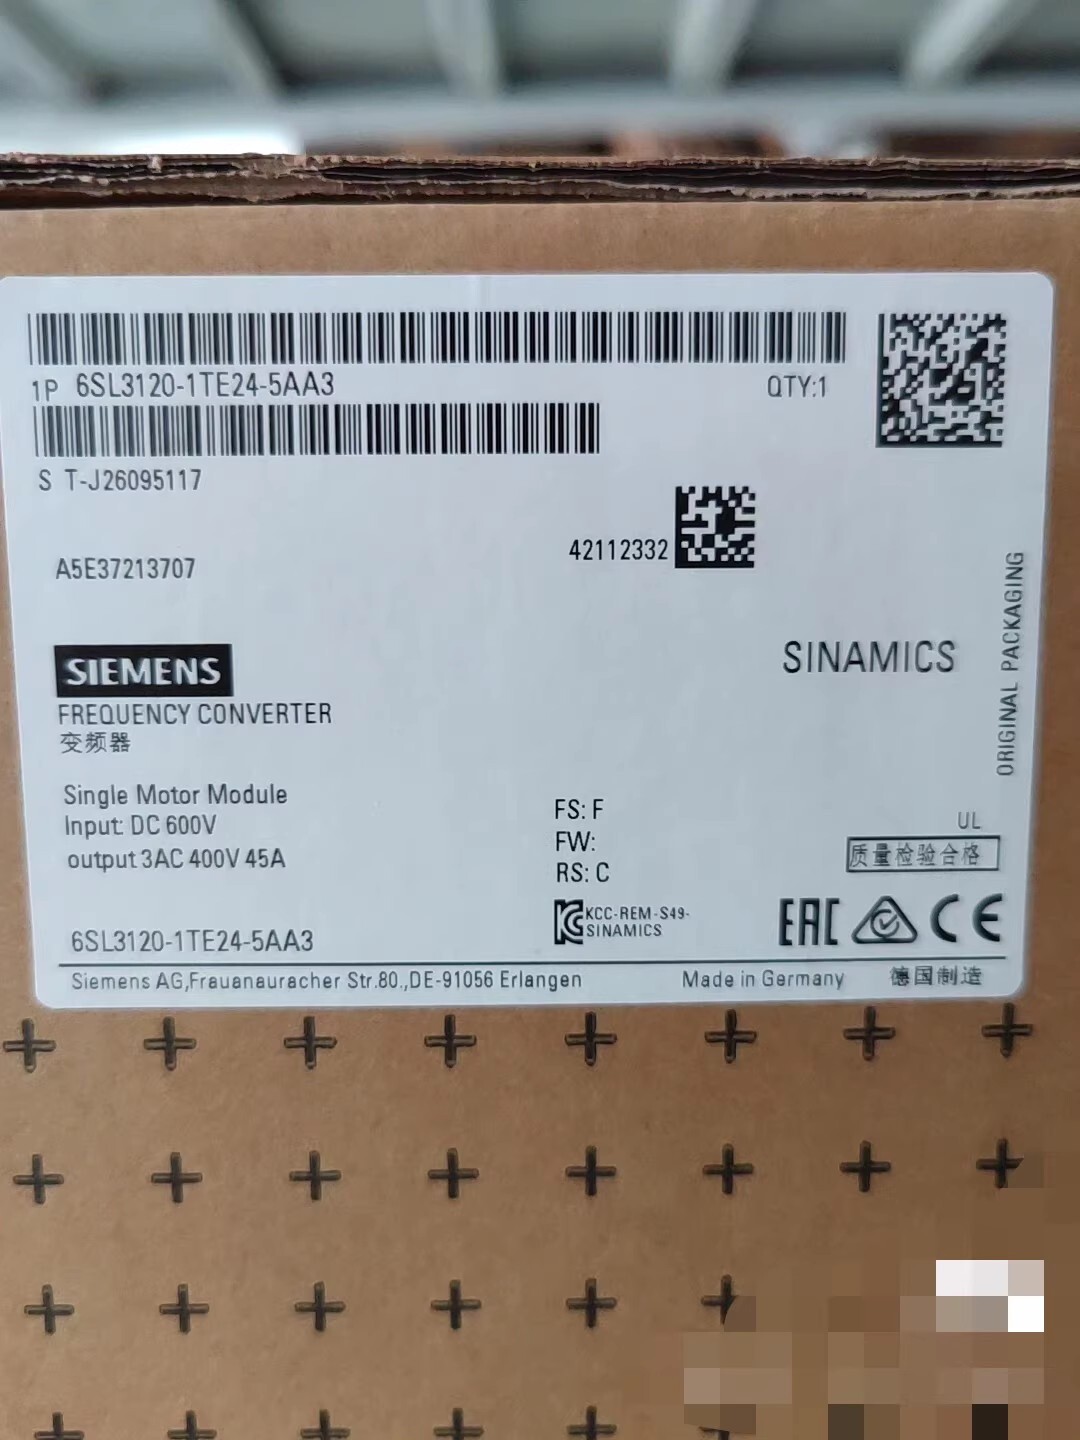 1P 6SL3120-1TE24-5AA3 QTY:1
S T-J26095117
42112332
A5E37213707
ORIGINAL PACKAGING
SIEMENS
SINAMICS
FREQUENCY CONVERTER
变频器
Single Motor Module
Input: DC 600V
output 3AC 400V 45A
FS: F
FW:
RS: C
UL
质量检验合格
KCC-REM-S49-
SINAMICS
EAC
CE
6SL3120-1TE24-5AA3
Siemens AG,Frauanauracher Str.80.,DE-91056 Erlangen
Made in Germany 德国制造